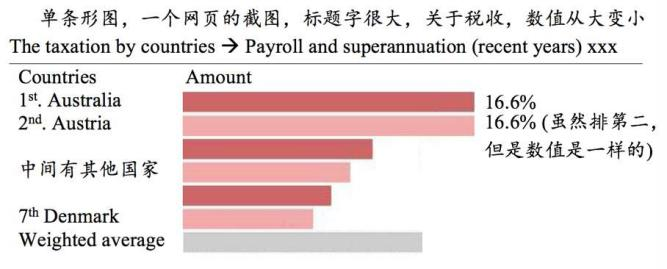 单条形图，一个网页的截图，标题字很大，关于税收，数值从大变小
The taxation by countries → Payroll and superannuation (recent years) xxx
Countries Amount
1st. Australia 16.6%
2nd. Austria 16.6% (虽然排第二，
但是数值是一样的)
中间有其他国家
7th Denmark
Weighted average